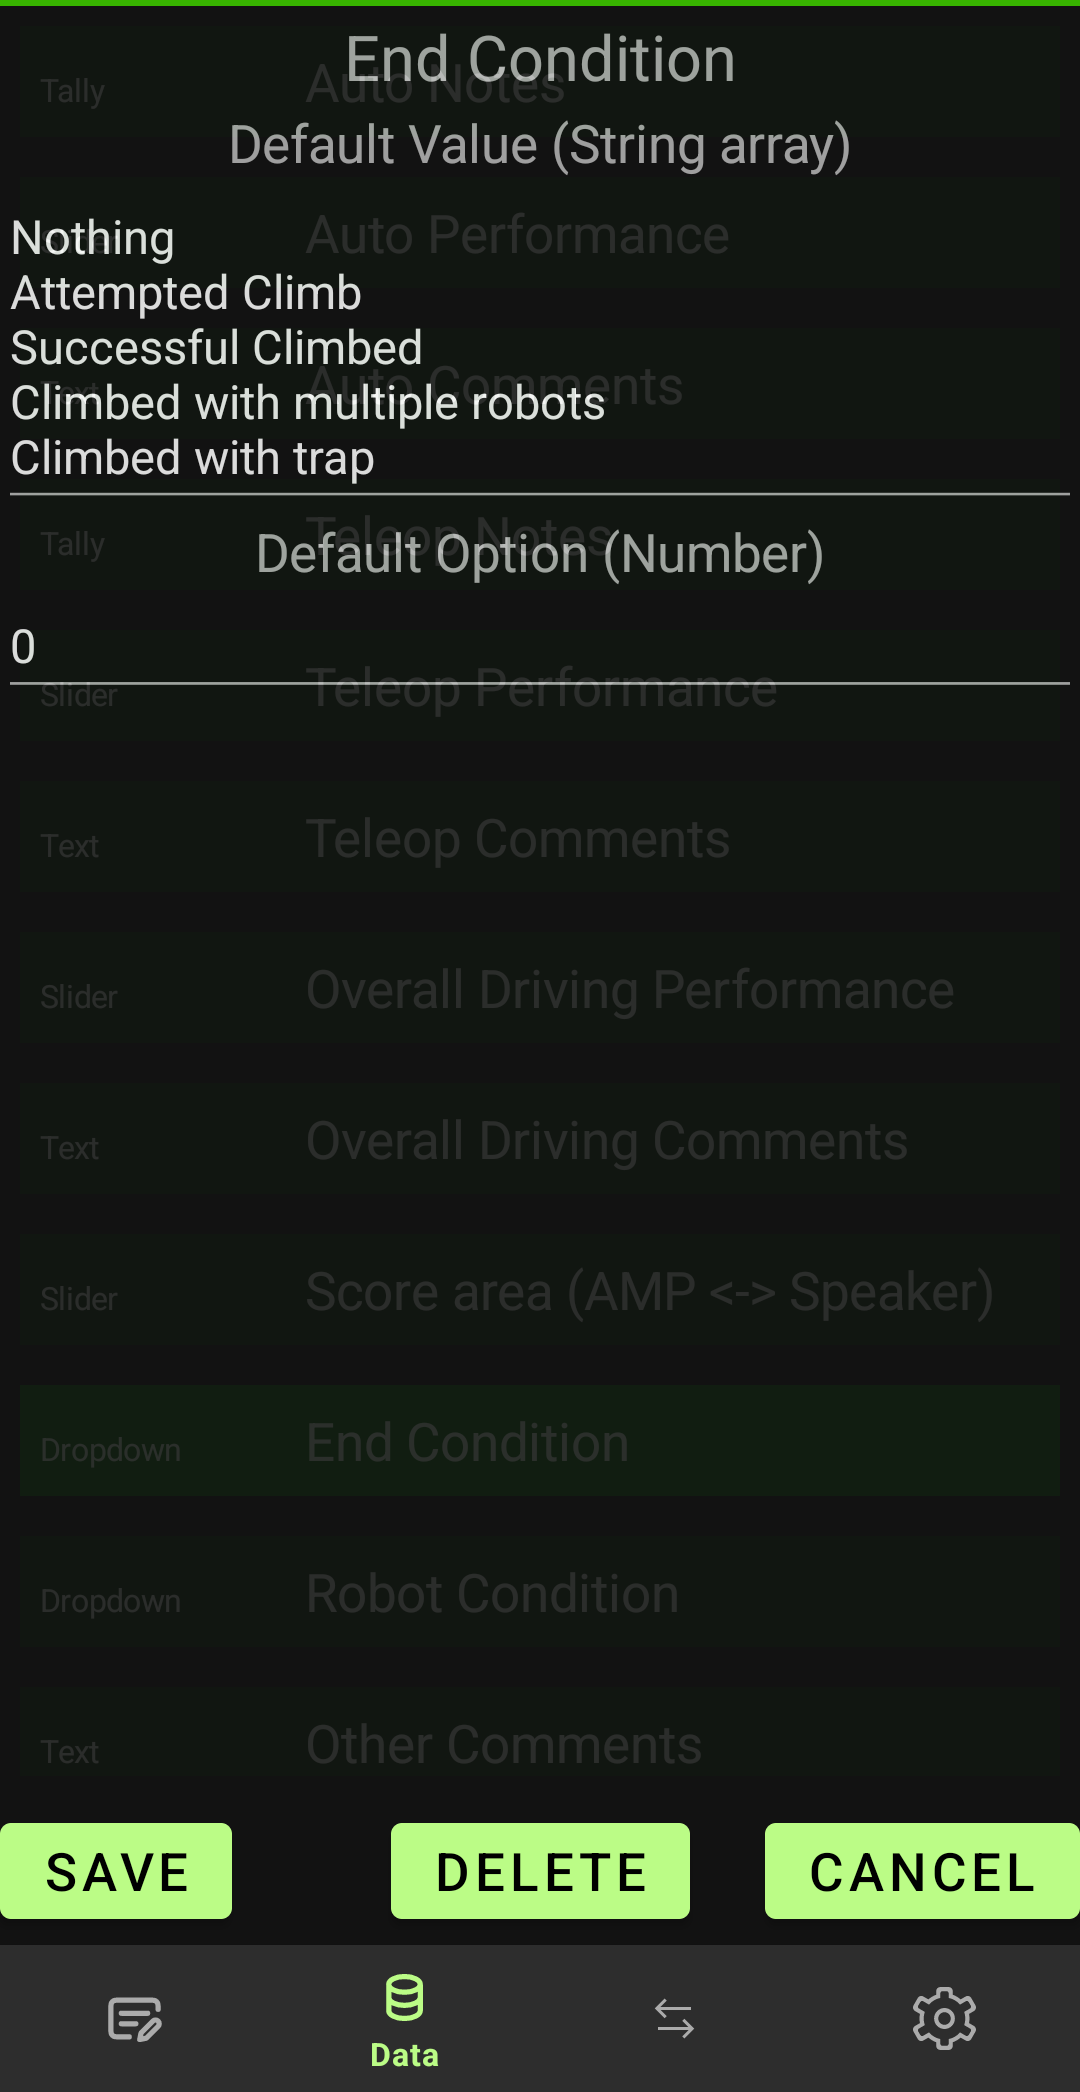 End Condition
Tally Auto Notes
Default Value (String array)
Slider Auto Performance
Nothing
Attempted Climb
Successful Climbed
Text Auto Comments
Climbed with multiple robots
Climbed with trap
Tally Teleop Notes
Default Option (Number)
0
Slider Teleop Performance
Text Teleop Comments
Slider Overall Driving Performance
Text Overall Driving Comments
Slider Score area (AMP <-> Speaker)
Dropdown End Condition
Dropdown Robot Condition
Text Other Comments
SAVE DELETE CANCEL
Data